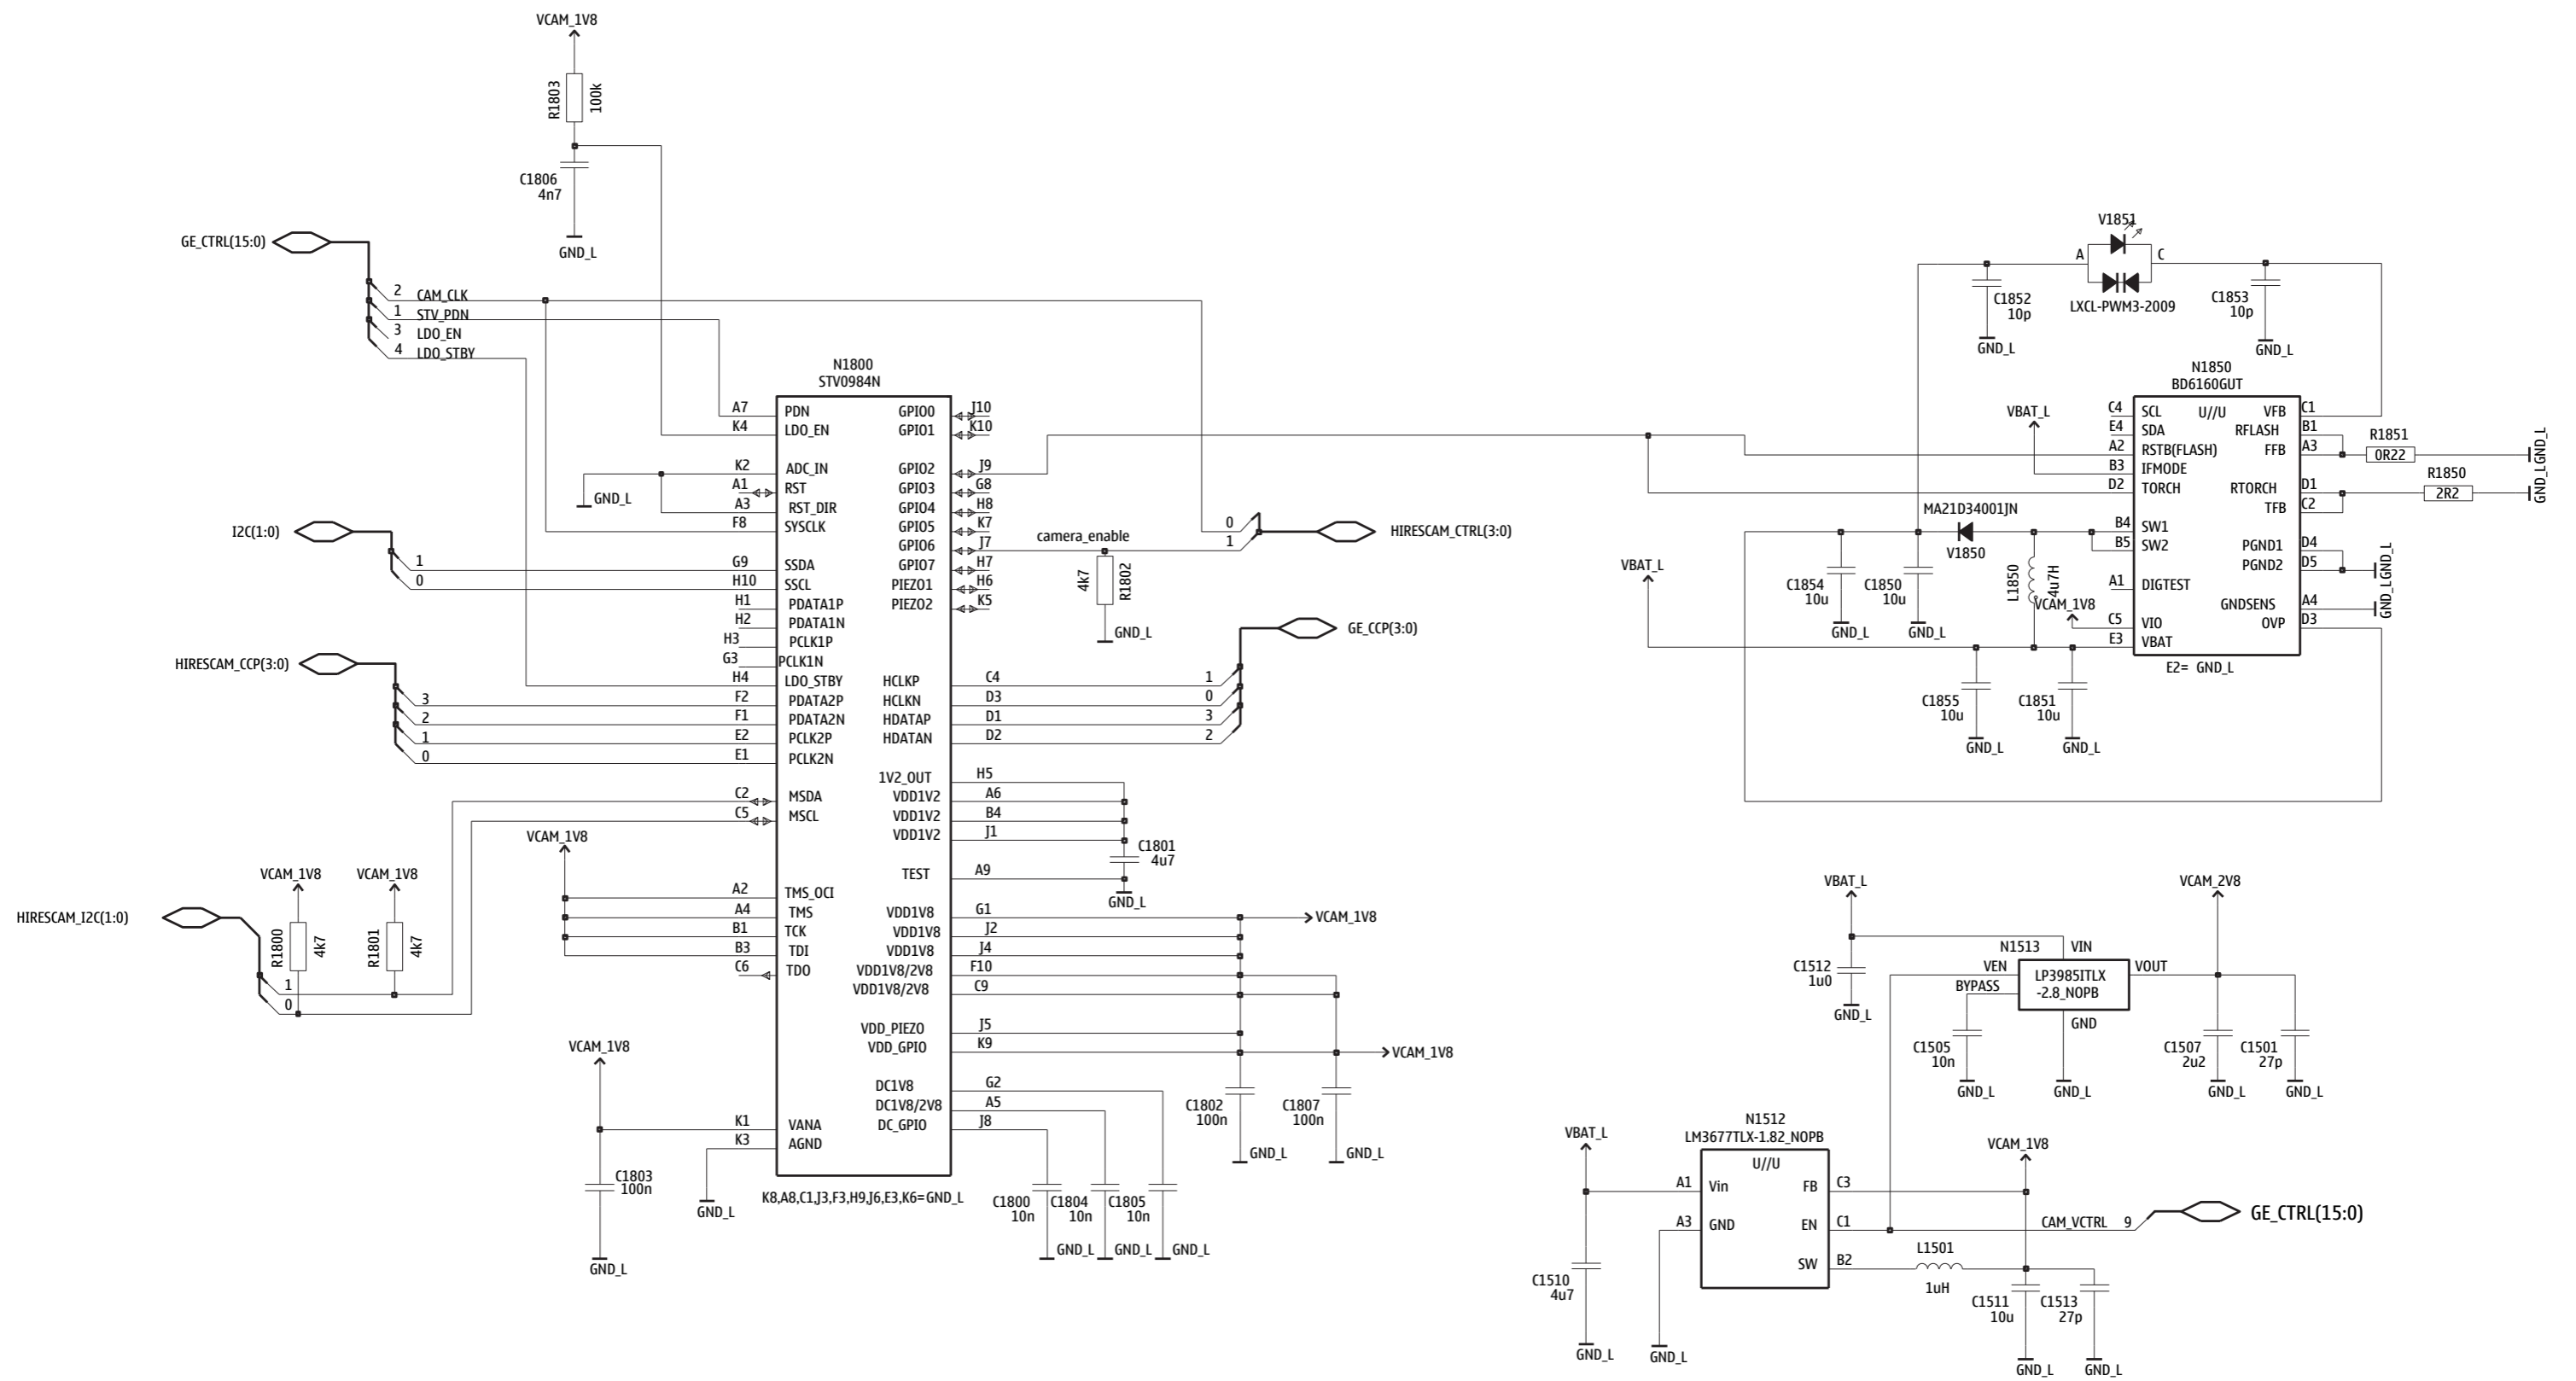 VCAM_1V8
R1803
100k
C1806
4n7
GND_L
GE_CTRL(15:0)
2 CAM_CLK
1 STV_PDN
3 LDO_EN
4 LDO_STBY
I2C(1:0)
1
0
HIRESCAM_CCP(3:0)
3
2
1
0
HIRESCAM_I2C(1:0)
VCAM_1V8
R1800
4k7
VCAM_1V8
R1801
4k7
1
0
GND_L
VCAM_1V8
VCAM_1V8
C1803
100n
GND_L
GND_L
N1800
STV0984N
A7 PDN
K4 LDO_EN
K2 ADC_IN
A1 RST
A3 RST_DIR
F8 SYSCLK
G9 SSDA
H10 SSCL
H1 PDATA1P
H2 PDATA1N
H3 PCLK1P
G3 PCLK1N
H4 LDO_STBY
F2 PDATA2P
F1 PDATA2N
E2 PCLK2P
E1 PCLK2N
C2 MSDA
C5 MSCL
A2 TMS_OCI
A4 TMS
B1 TCK
B3 TDI
C6 TDO
K1 VANA
K3 AGND
GPIO0 J10
GPIO1 K10
GPIO2 J9
GPIO3 G8
GPIO4 H8
GPIO5 K7
GPIO6 J7
GPIO7 H7
PIEZO1 H6
PIEZO2 K5
HCLKP C4 1
HCLKN D3 0
HDATAP D1 3
HDATAN D2 2
1V2_OUT H5
VDD1V2 A6
VDD1V2 B4
VDD1V2 J1
TEST A9
VDD1V8 G1
VDD1V8 J2
VDD1V8 J4
VDD1V8/2V8 F10
VDD1V8/2V8 C9
VDD_PIEZO J5
VDD_GPIO K9
DC1V8 G2
DC1V8/2V8 A5
DC_GPIO J8
K8,A8,C1,J3,F3,H9,J6,E3,K6=GND_L
camera_enable
0
1
HIRESCAM_CTRL(3:0)
4k7
R1802
GND_L
GE_CCP(3:0)
C1801
4u7
GND_L
VCAM_1V8
VCAM_1V8
C1802
100n
GND_L
C1807
100n
GND_L
C1800
10n
GND_L
C1804
10n
GND_L
C1805
10n
GND_L
V1851
A
C
LXCL-PWM3-2009
C1852
10p
GND_L
C1853
10p
GND_L
N1850
BD6160GUT
U//U
VBAT_L
C4 SCL
E4 SDA
A2 RSTB(FLASH)
B3 IFMODE
D2 TORCH
B4 SW1
B5 SW2
A1 DIGTEST
C5 VIO
E3 VBAT
VFB C1
RFLASH B1
FFB A3
RTORCH D1
TFB C2
PGND1 D4
PGND2 D5
GNDSENS A4
OVP D3
E2= GND_L
R1851
0R22
GND_L
R1850
2R2
GND_L
GND_L
GND_L
MA21D34001JN
V1850
VBAT_L
C1854
10u
GND_L
C1850
10u
GND_L
L1850
4u7H
VCAM_1V8
C1855
10u
GND_L
C1851
10u
GND_L
VBAT_L
C1512
1u0
GND_L
VCAM_2V8
N1513
VIN
VEN
BYPASS
LP3985ITLX
-2.8_NOPB
VOUT
GND
C1505
10n
GND_L
GND_L
C1507
2u2
GND_L
C1501
27p
GND_L
VBAT_L
N1512
LM3677TLX-1.82_NOPB
U//U
A1 Vin
A3 GND
FB C3
EN C1
SW B2
C1510
4u7
GND_L
GND_L
VCAM_1V8
CAM_VCTRL 9
GE_CTRL(15:0)
L1501
1uH
C1511
10u
GND_L
C1513
27p
GND_L